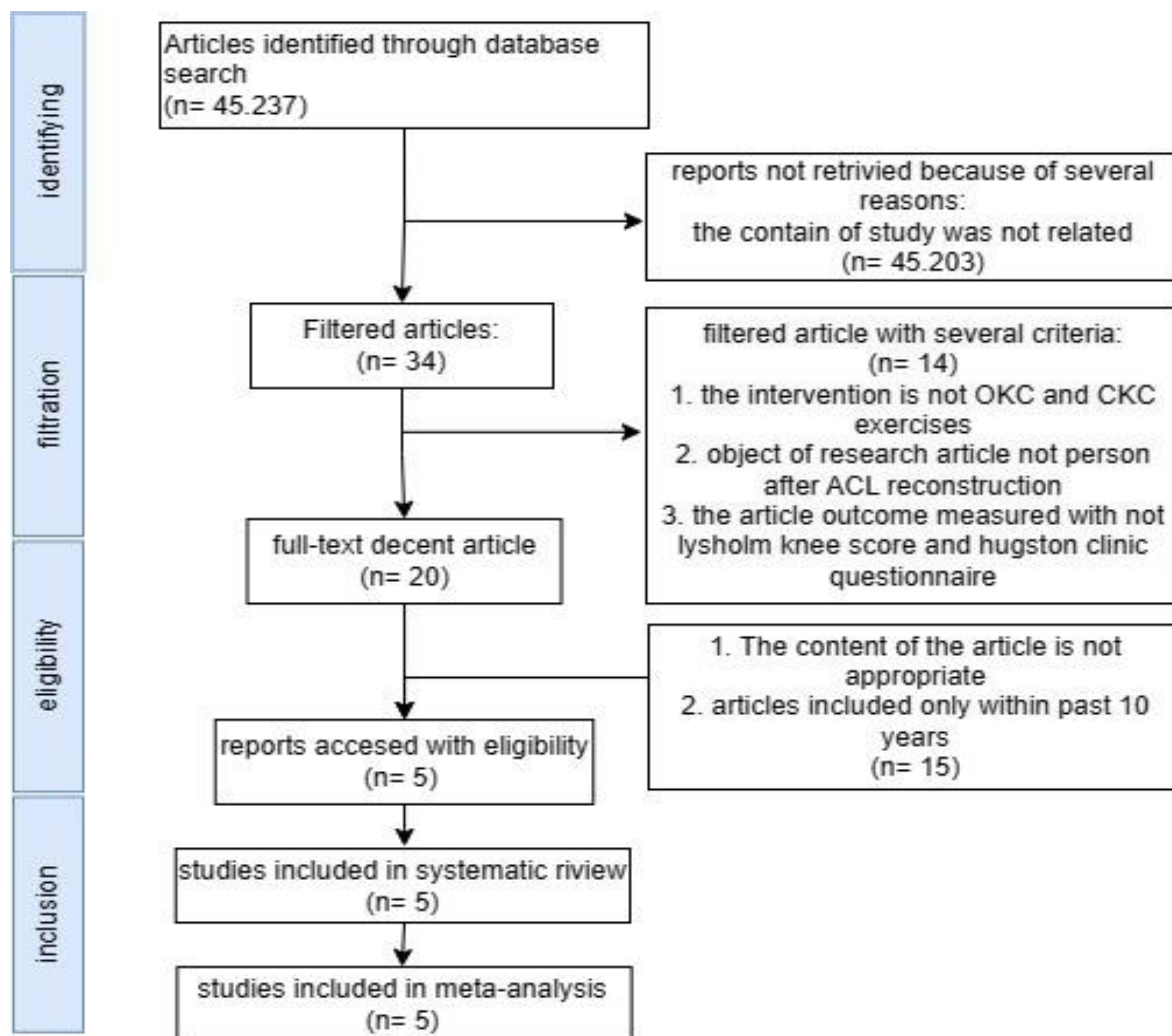 identifying
Articles identified through database
search
(n= 45.237)
reports not retrivied because of several
reasons:
the contain of study was not related
(n= 45.203)
filtration
Filtered articles:
(n= 34)
filtered article with several criteria:
(n= 14)
1. the intervention is not OKC and CKC
exercises
2. object of research article not person
after ACL reconstruction
3. the article outcome measured with not
lysholm knee score and hugston clinic
questionnaire
eligibility
full-text decent article
(n= 20)
1. The content of the article is not
appropriate
2. articles included only within past 10
years
(n= 15)
reports accesed with eligibility
(n= 5)
inclusion
studies included in systematic riview
(n= 5)
studies included in meta-analysis
(n= 5)